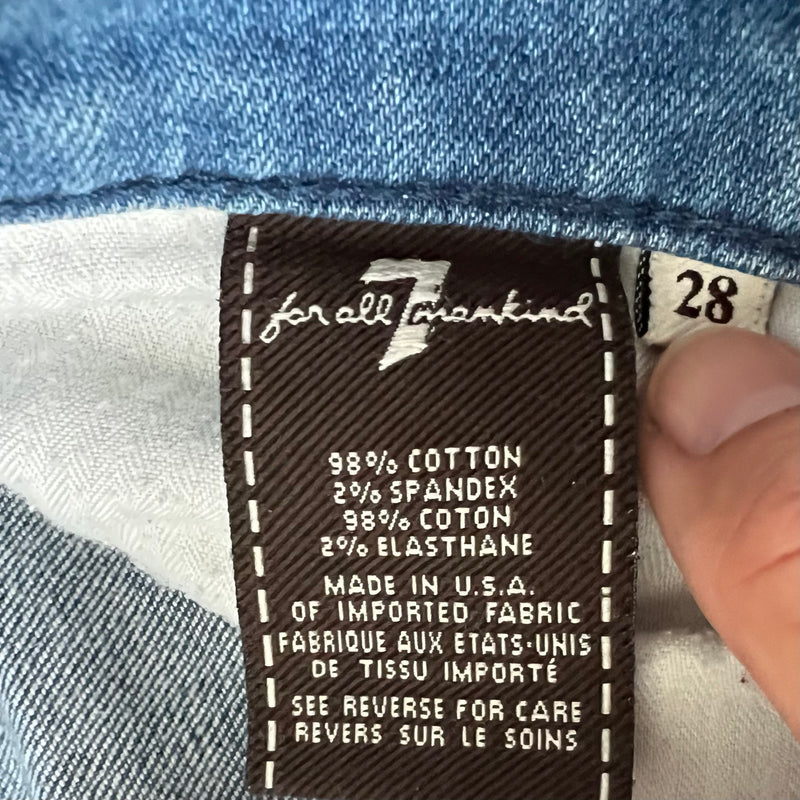 for all 7 mankind
28
98% COTTON
2% SPANDEX
98% COTON
2% ELASTHANE
MADE IN U.S.A.
OF IMPORTED FABRIC
FABRIQUE AUX ETATS-UNIS
DE TISSU IMPORTÉ
SEE REVERSE FOR CARE
REVERS SUR LE SOINS